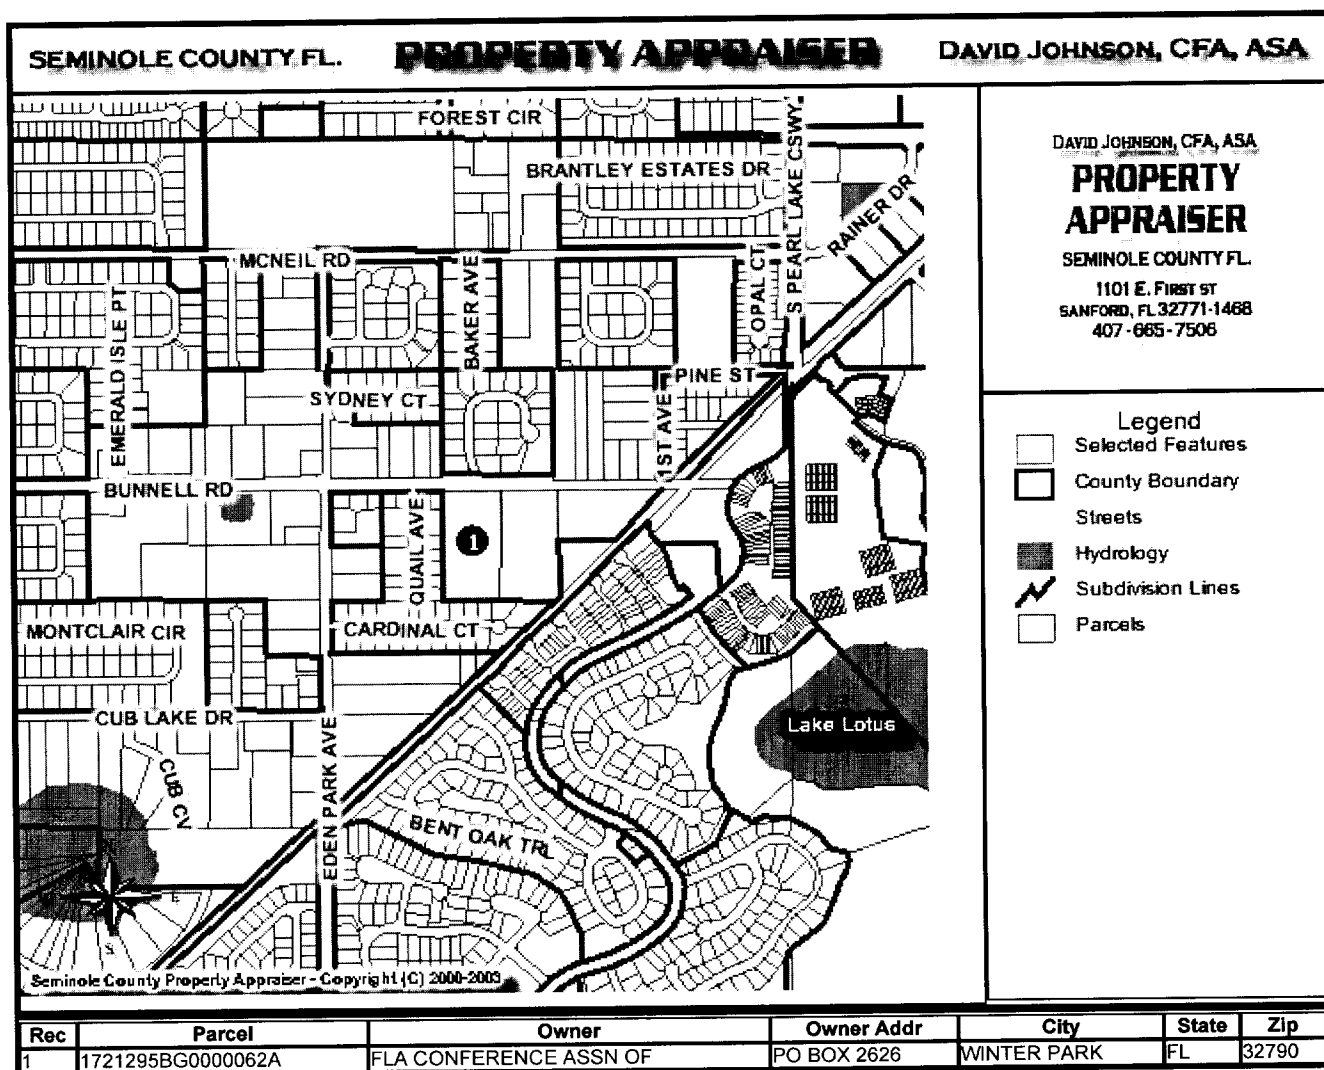 SEMINOLE COUNTY FL.
PROPERTY APPRAISER
DAVID JOHNSON, CFA, ASA
FOREST CIR
BRANTLEY ESTATES DR
S PEARL LAKE CSWY
RAINER DR
MCNEIL RD
BAKER AVE
OPAL CT
EMERALD ISLE PT
SYDNEY CT
PINE ST
1ST AVE
BUNNELL RD
QUAIL AVE
1
MONTCLAIR CIR
CARDINAL CT
CUB LAKE DR
Lake Lotus
CUB CV
EDEN PARK AVE
BENT OAK TRL
E
S
Seminole County Property Appraiser - Copyright (C) 2000-2003
DAVID JOHNSON, CFA, ASA
PROPERTY
APPRAISER
SEMINOLE COUNTY FL.
1101 E. FIRST ST
SANFORD, FL 32771-1468
407-665-7506
Legend
Selected Features
County Boundary
Streets
Hydrology
Subdivision Lines
Parcels
Rec Parcel Owner Owner Addr City State Zip
1 1721295BG0000062A FLA CONFERENCE ASSN OF PO BOX 2626 WINTER PARK FL 32790